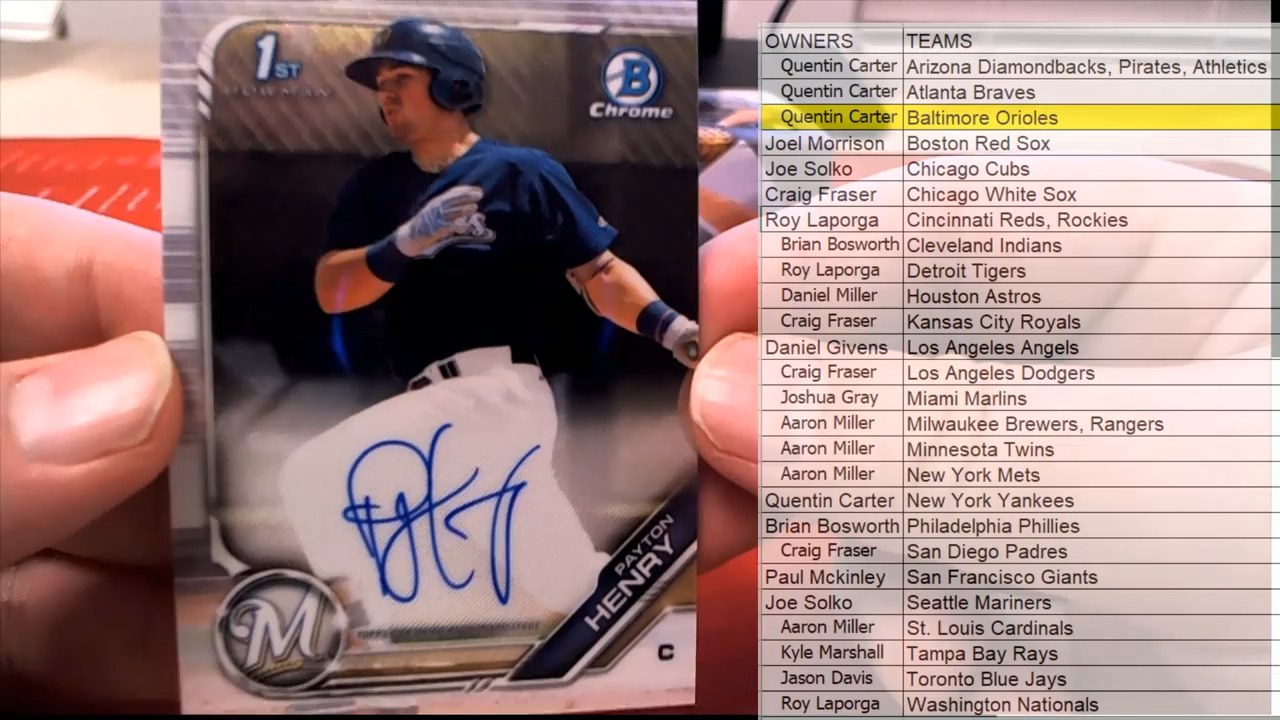 1ST
BOWMAN
B
Chrome
PAYTON
HENRY
M
C
OWNERS TEAMS
Quentin Carter Arizona Diamondbacks, Pirates, Athletics
Quentin Carter Atlanta Braves
Quentin Carter Baltimore Orioles
Joel Morrison Boston Red Sox
Joe Solko Chicago Cubs
Craig Fraser Chicago White Sox
Roy Laporga Cincinnati Reds, Rockies
Brian Bosworth Cleveland Indians
Roy Laporga Detroit Tigers
Daniel Miller Houston Astros
Craig Fraser Kansas City Royals
Daniel Givens Los Angeles Angels
Craig Fraser Los Angeles Dodgers
Joshua Gray Miami Marlins
Aaron Miller Milwaukee Brewers, Rangers
Aaron Miller Minnesota Twins
Aaron Miller New York Mets
Quentin Carter New York Yankees
Brian Bosworth Philadelphia Phillies
Craig Fraser San Diego Padres
Paul Mckinley San Francisco Giants
Joe Solko Seattle Mariners
Aaron Miller St. Louis Cardinals
Kyle Marshall Tampa Bay Rays
Jason Davis Toronto Blue Jays
Roy Laporga Washington Nationals